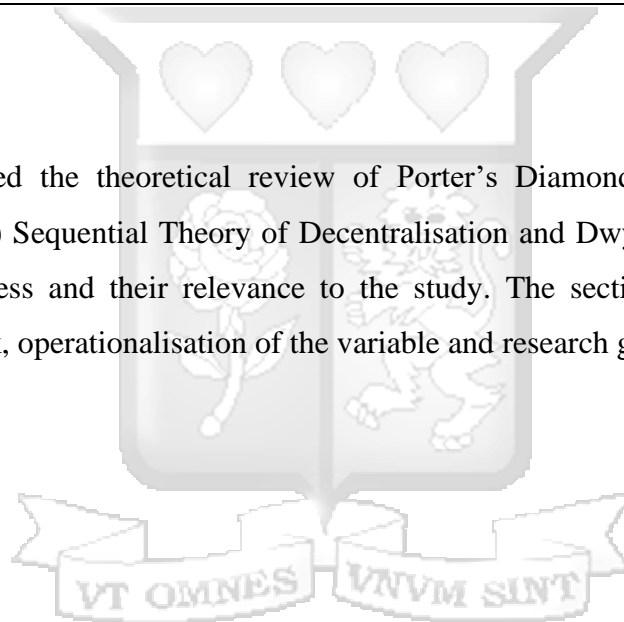 ed the theoretical review of Porter’s Diamond
) Sequential Theory of Decentralisation and Dwy
ess and their relevance to the study. The secti
, operationalisation of the variable and research g
VT OMNES VNVM SINT